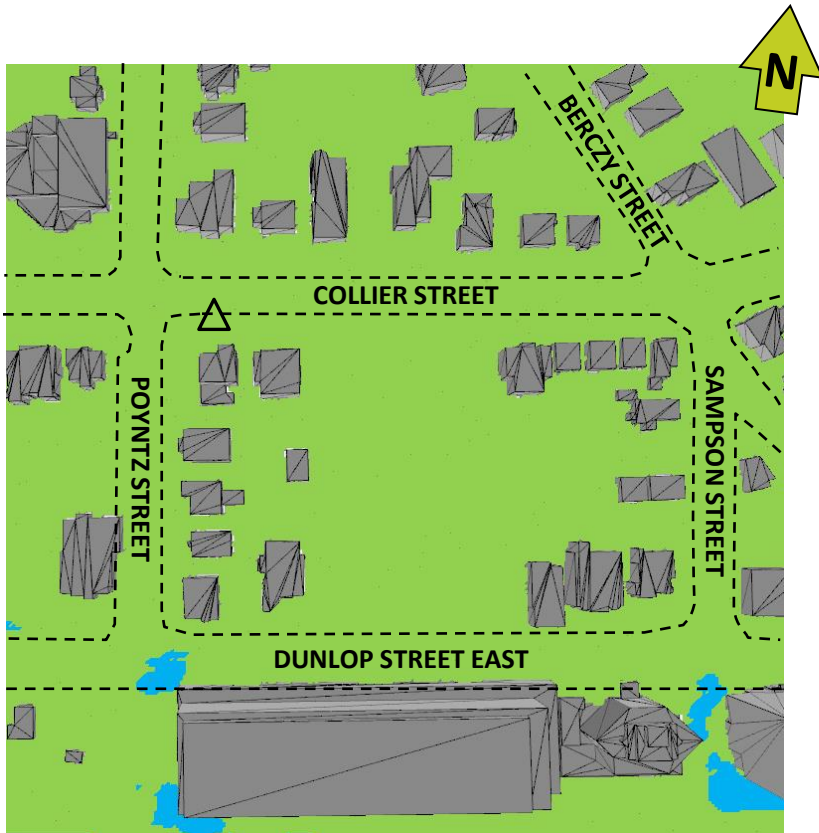 N
BERCZY STREET
COLLIER STREET
POYNTZ STREET
SAMPSON STREET
DUNLOP STREET EAST